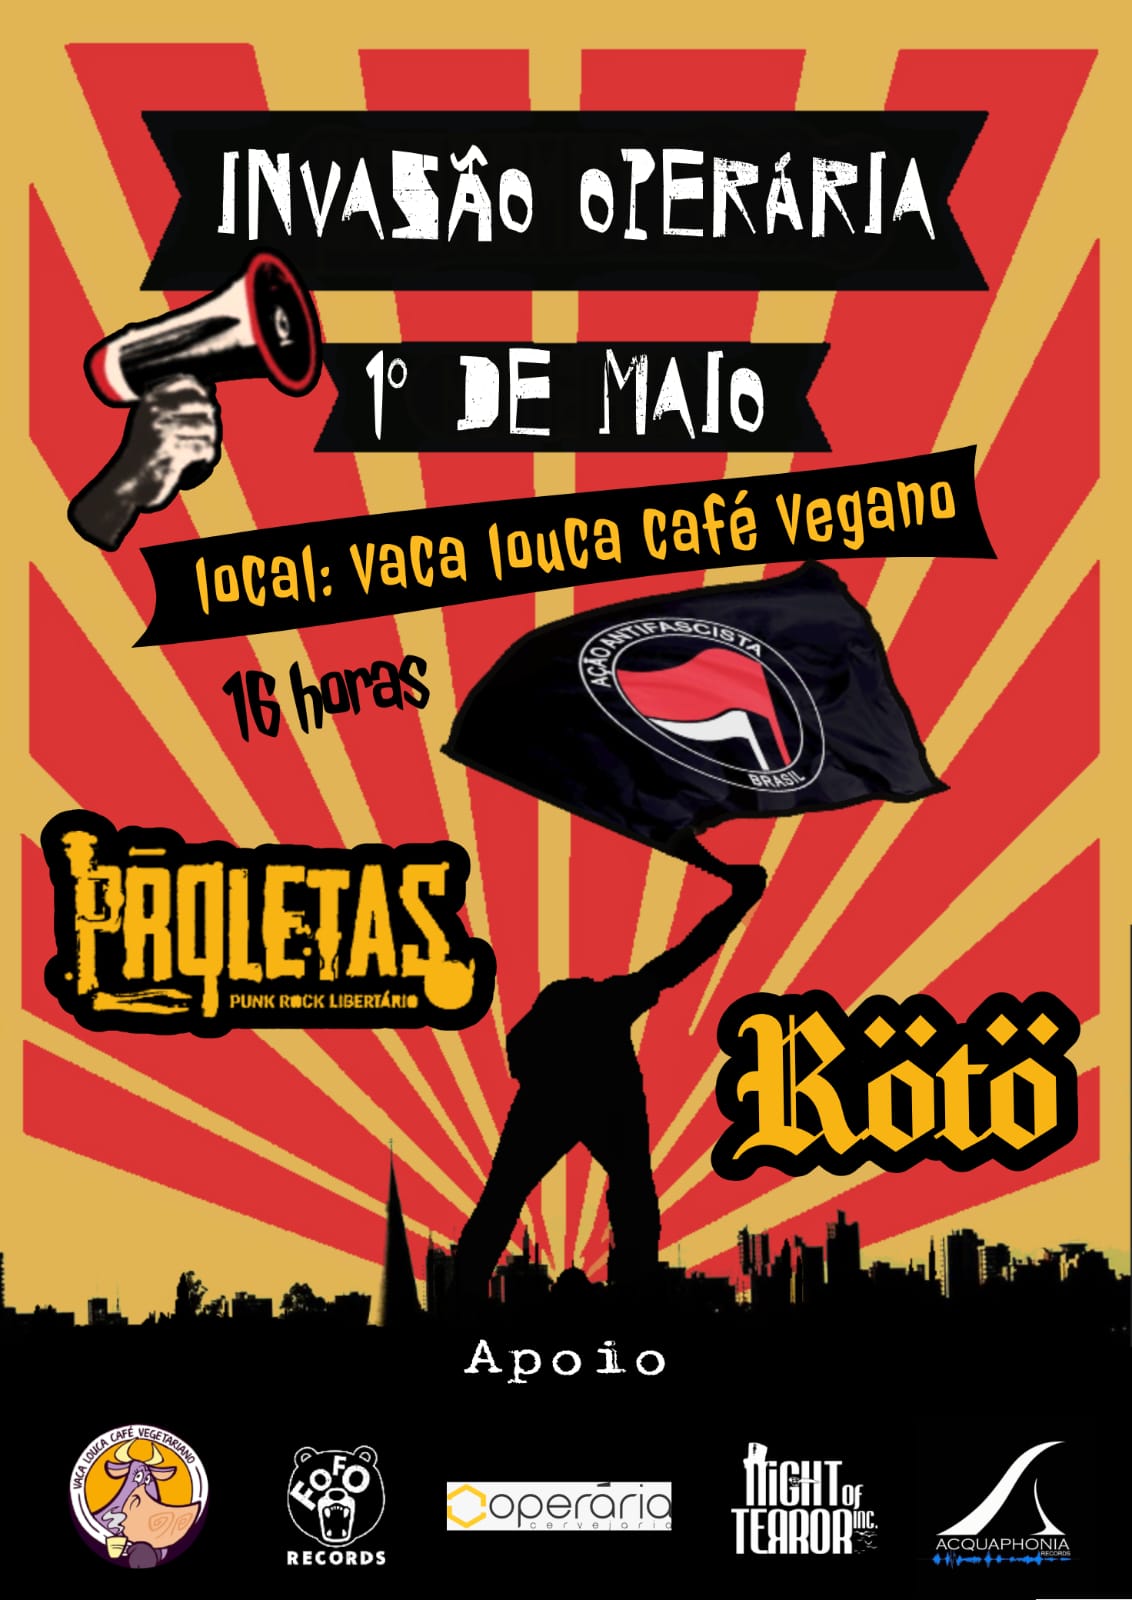 INVASÃO OPERÁRIA
1º DE MAIO
local: vaca louca café vegano
16 horas
AÇÃO ANTIFASCISTA
BRASIL
PROLETAS
PUNK ROCK LIBERTÁRIO
Rötö
Apoio
VACA LOUCA CAFÉ VEGETARIANO
FOFO
RECORDS
operária
cervejaria
NIGHT OF
TERROR INC.
ACQUAPHONIA
RECORDS